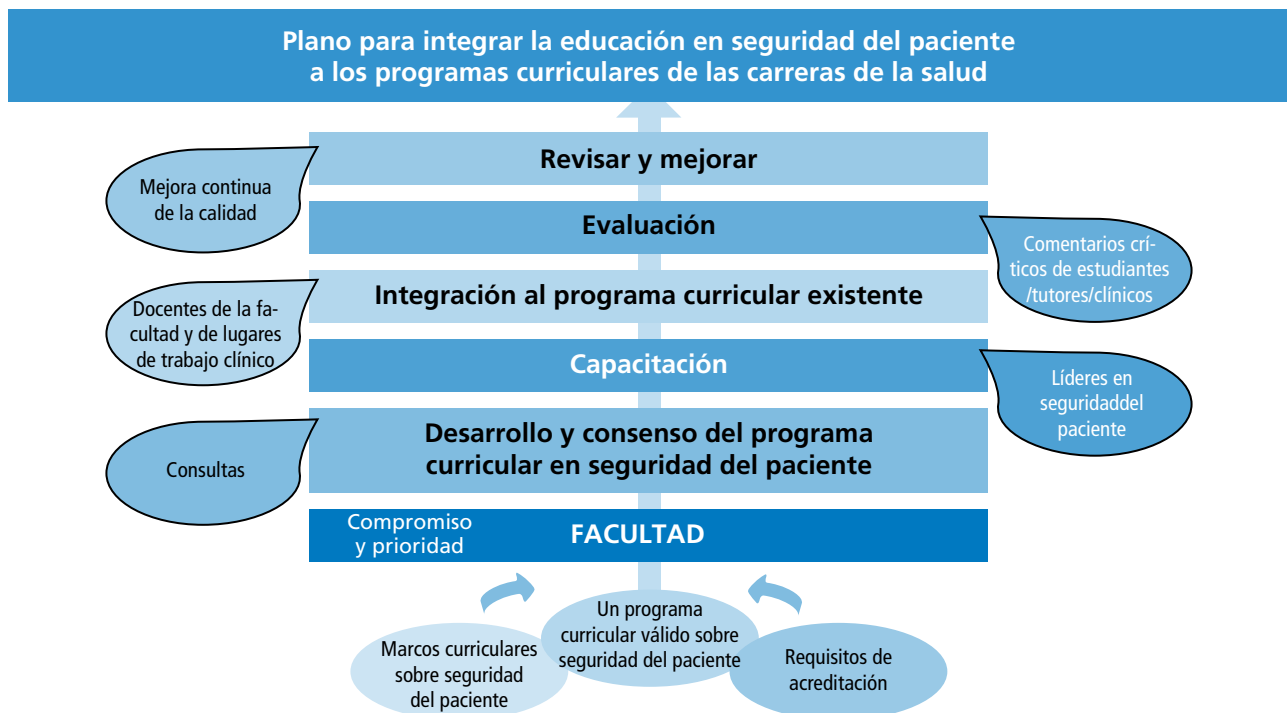 Plano para integrar la educación en seguridad del paciente
a los programas curriculares de las carreras de la salud
Revisar y mejorar
Mejora continua
de la calidad
Evaluación
Comentarios crí-
ticos de estudiantes
/tutores/clínicos
Integración al programa curricular existente
Docentes de la fa-
cultad y de lugares
de trabajo clínico
Capacitación
Líderes en
seguridaddel
paciente
Desarrollo y consenso del programa
curricular en seguridad del paciente
Consultas
Compromiso
y prioridad
FACULTAD
Marcos curriculares
sobre seguridad
del paciente
Un programa
curricular válido sobre
seguridad del paciente
Requisitos de
acreditación